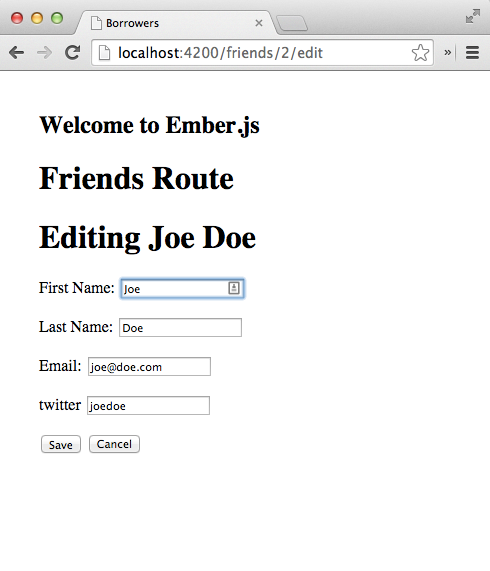 Borrowers
localhost:4200/friends/2/edit
Welcome to Ember.js
Friends Route
Editing Joe Doe
First Name: Joe
Last Name: Doe
Email: joe@doe.com
twitter joedoe
Save Cancel